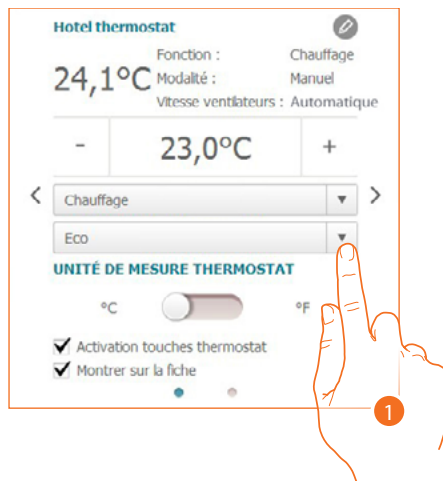 Hotel thermostat
Fonction : Chauffage
24,1°C Modalité : Manuel
Vitesse ventilateurs : Automatique
- 23,0°C +
Chauffage
Eco
UNITÉ DE MESURE THERMOSTAT
°C °F
Activation touches thermostat
Montrer sur la fiche
1